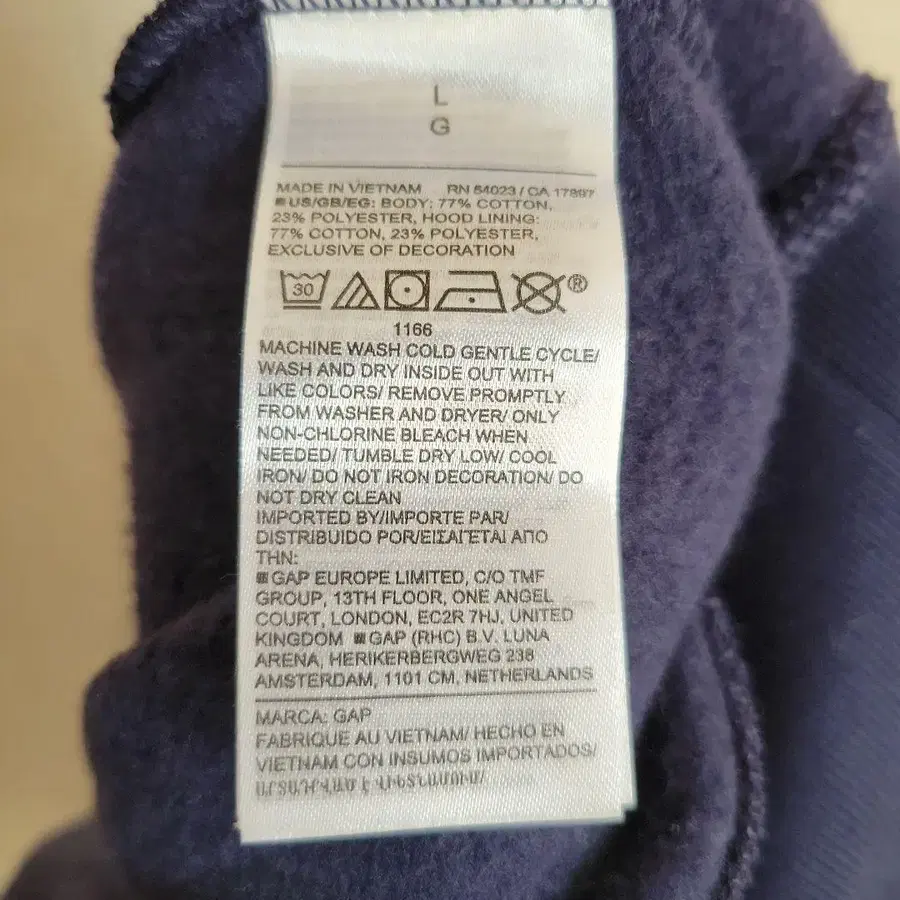 L
G
MADE IN VIETNAM RN 54023 / CA 17897
US/GB/EG: BODY: 77% COTTON,
23% POLYESTER, HOOD LINING:
77% COTTON, 23% POLYESTER,
EXCLUSIVE OF DECORATION
30
®
1166
MACHINE WASH COLD GENTLE CYCLE/
WASH AND DRY INSIDE OUT WITH
LIKE COLORS/ REMOVE PROMPTLY
FROM WASHER AND DRYER/ ONLY
NON-CHLORINE BLEACH WHEN
NEEDED/ TUMBLE DRY LOW/ COOL
IRON/ DO NOT IRON DECORATION/ DO
NOT DRY CLEAN
IMPORTED BY/IMPORTE PAR/
DISTRIBUIDO POR/ΕΙΣΑΓΕΤΑΙ ΑΠΟ
ΤΗΝ:
GAP EUROPE LIMITED, C/O TMF
GROUP, 13TH FLOOR, ONE ANGEL
COURT, LONDON, EC2R 7HJ, UNITED
KINGDOM GAP (RHC) B.V. LUNA
ARENA, HERIKERBERGWEG 238
AMSTERDAM, 1101 CM, NETHERLANDS
MARCA: GAP
FABRIQUE AU VIETNAM/ HECHO EN
VIETNAM CON INSUMOS IMPORTADOS/